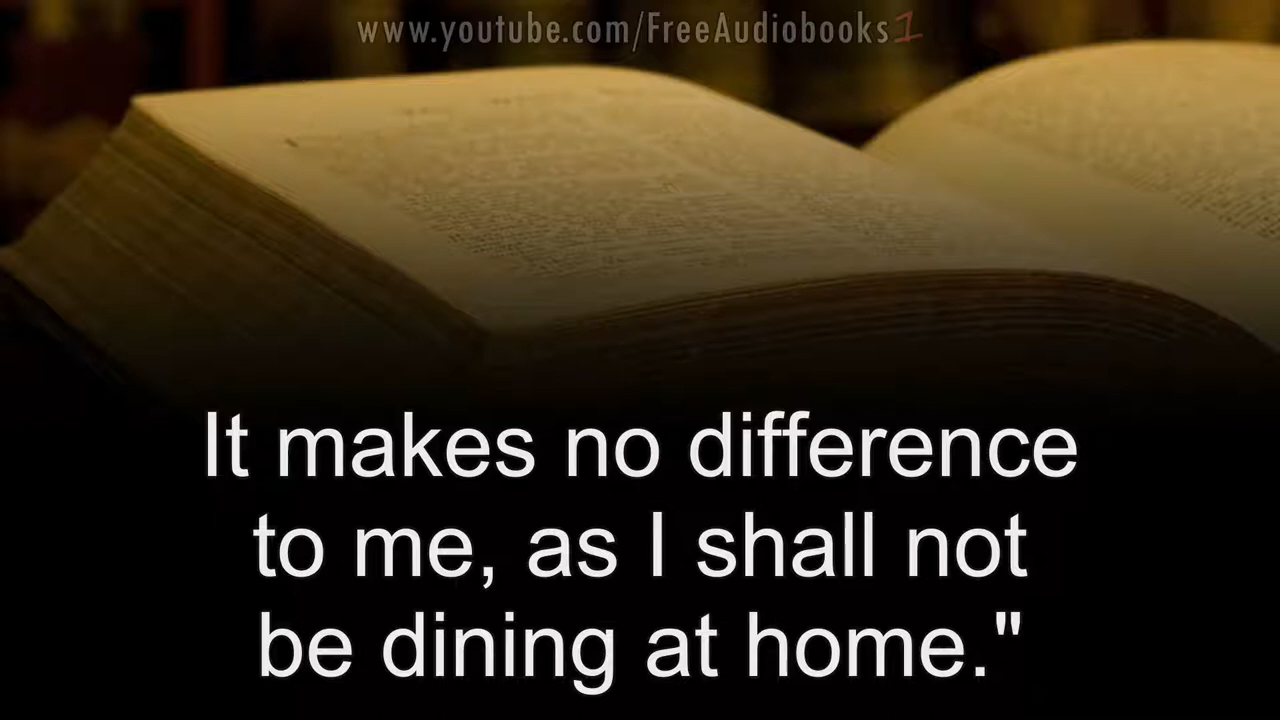 www.youtube.com/FreeAudiobooks1
It makes no difference
to me, as I shall not
be dining at home."